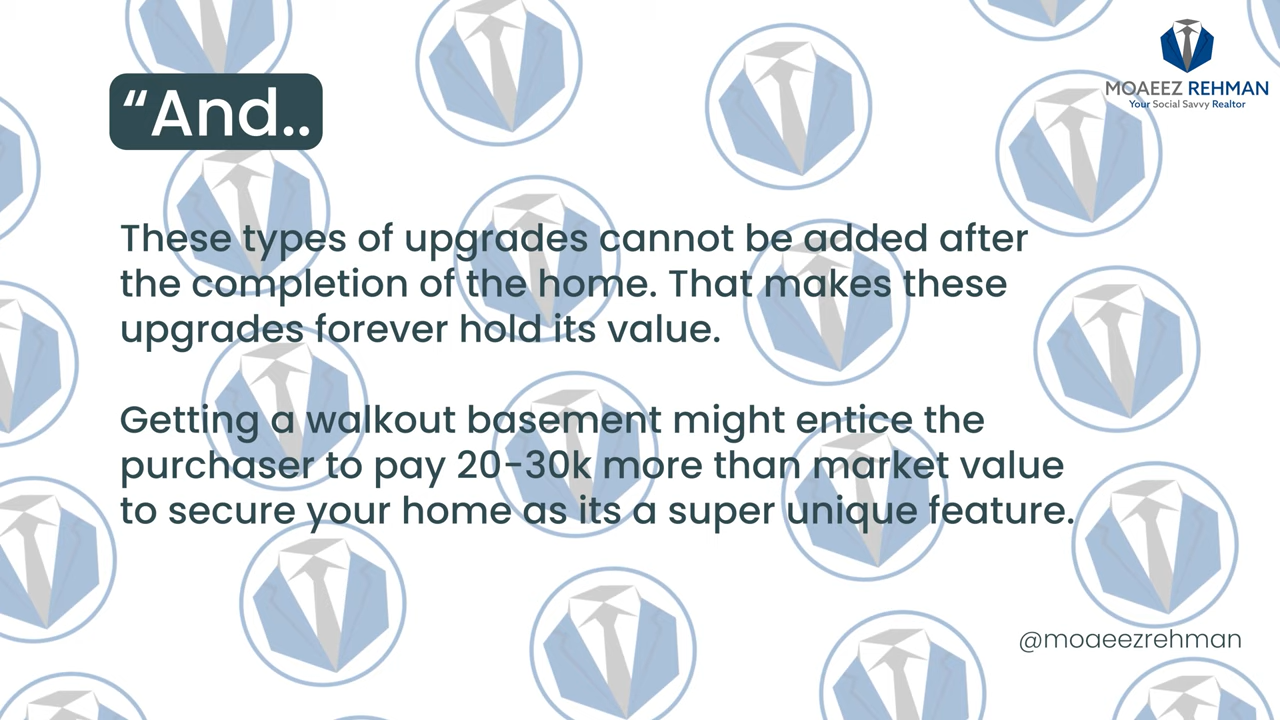 MOAEEZ REHMAN
Your Social Savvy Realtor
“And..
These types of upgrades cannot be added after
the completion of the home. That makes these
upgrades forever hold its value.
Getting a walkout basement might entice the
purchaser to pay 20-30k more than market value
to secure your home as its a super unique feature.
@moaeezrehman